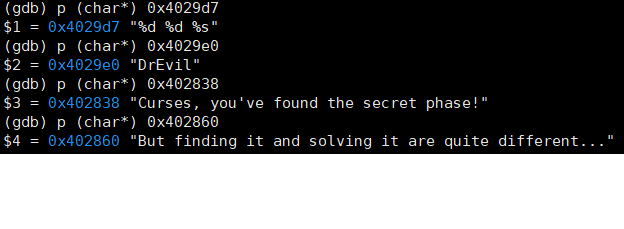 (gdb) p (char*) 0x4029d7
$1 = 0x4029d7 "%d %d %s"
(gdb) p (char*) 0x4029e0
$2 = 0x4029e0 "DrEvil"
(gdb) p (char*) 0x402838
$3 = 0x402838 "Curses, you've found the secret phase!"
(gdb) p (char*) 0x402860
$4 = 0x402860 "But finding it and solving it are quite different..."